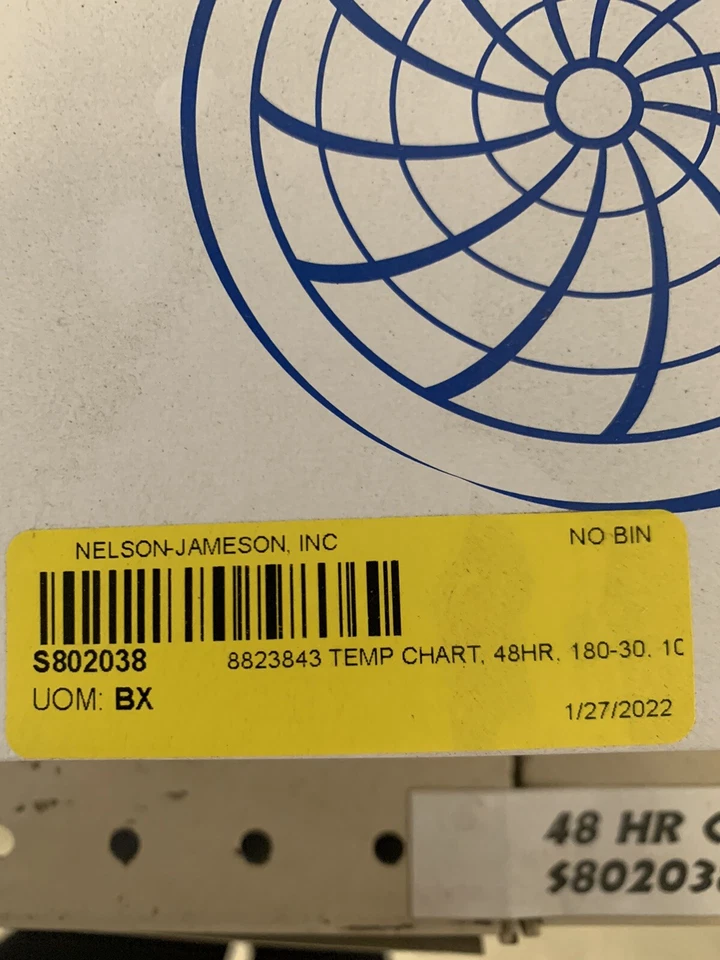 NELSON-JAMESON, INC
NO BIN
S802038
8823843 TEMP CHART, 48HR, 180-30, 10
UOM: BX
1/27/2022
48 HR
S802038